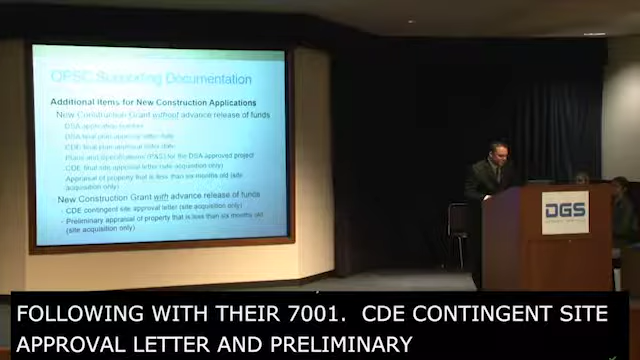 OPSC Supporting Documentation
Additional Items for New Construction Applications
New Construction Grant without advance release of funds
DSA application number
DSA final plan approval letter date
CDE final plan approval letter date
Plans and Specifications (P&S) for the DSA approved project
CDE final site approval letter (site acquisition only)
Appraisal of property that is less than six months old (site
acquisition only)
New Construction Grant with advance release of funds
CDE contingent site approval letter (site acquisition only)
Preliminary appraisal of property that is less than six months old
(site acquisition only)
DGS
FOLLOWING WITH THEIR 7001. CDE CONTINGENT SITE
APPROVAL LETTER AND PRELIMINARY